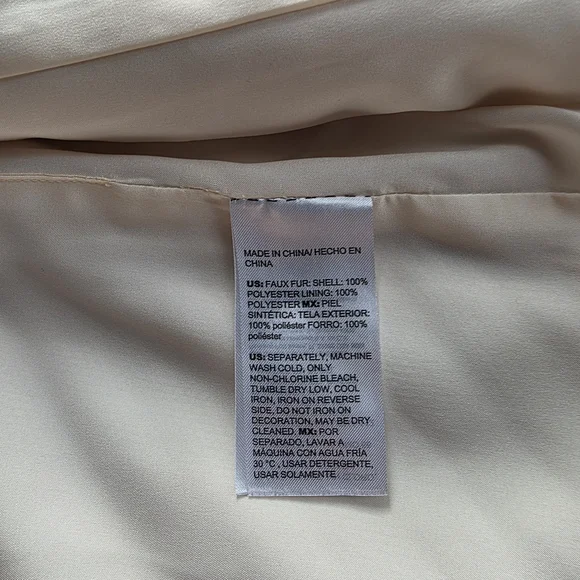 MADE IN CHINA/ HECHO EN
CHINA
US: FAUX FUR: SHELL: 100%
POLYESTER LINING: 100%
POLYESTER MX: PIEL
SINTÉTICA: TELA EXTERIOR:
100% poliéster FORRO: 100%
poliéster
US: SEPARATELY, MACHINE
WASH COLD, ONLY
NON-CHLORINE BLEACH,
TUMBLE DRY LOW, COOL
IRON, IRON ON REVERSE
SIDE, DO NOT IRON ON
DECORATION, MAY BE DRY
CLEANED. MX: POR
SEPARADO, LAVAR A
MÁQUINA CON AGUA FRÍA
30 °C , USAR DETERGENTE,
USAR SOLAMENTE